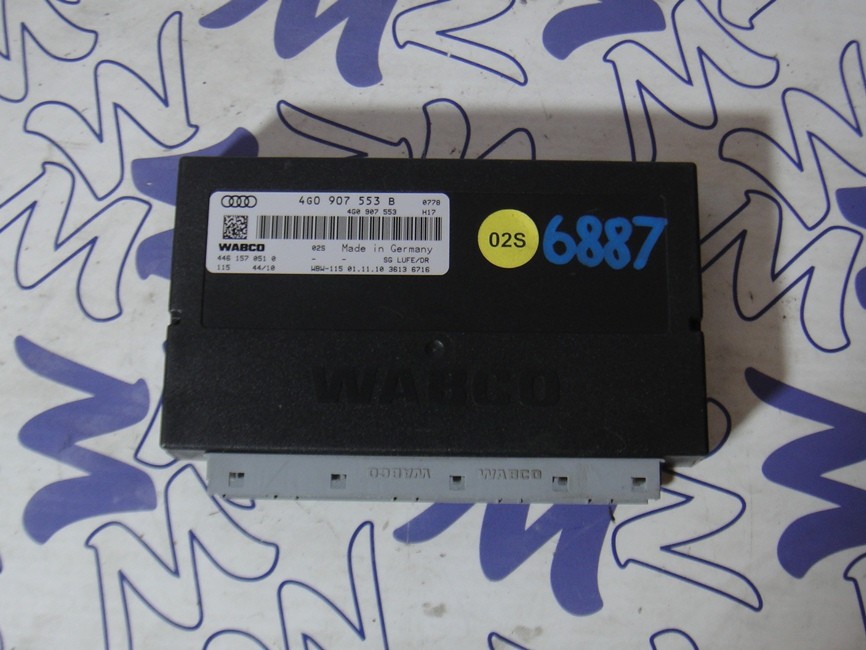 4G0 907 553 B 0778
4G0 907 553 H17
WABCO 02S Made in Germany
446 157 051 0 - - SG LUFE/DR
115 44/10 WBW-115 01.11.10 3613 6716
02S
6887
WABCO
WABCO WABCO